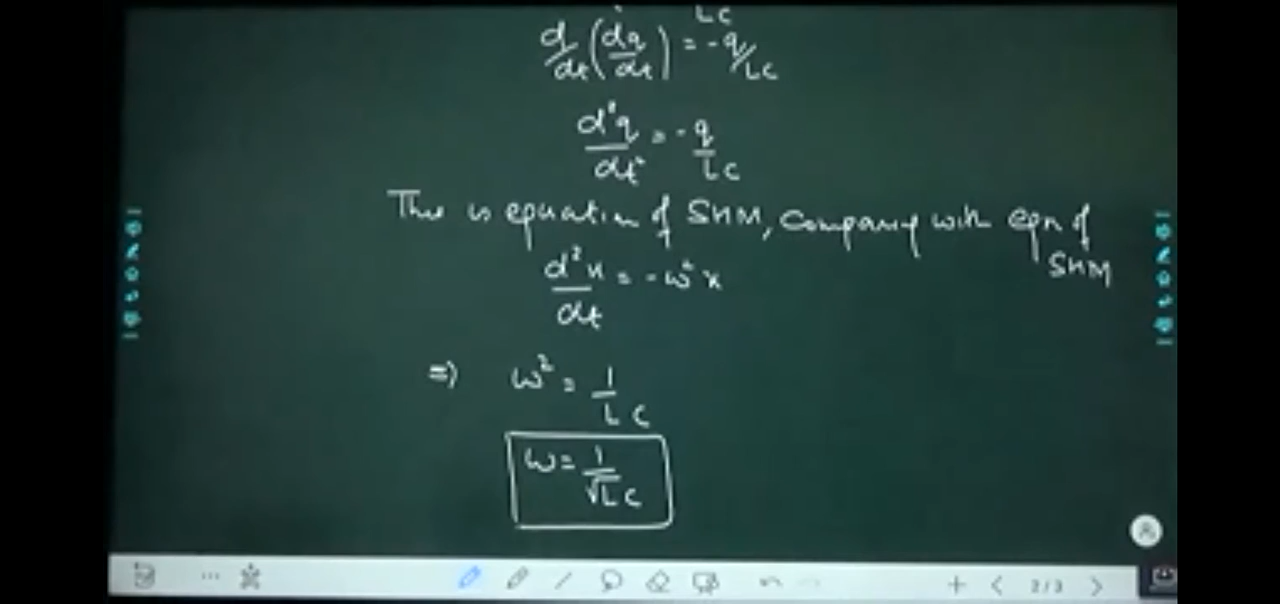 LC
d/dt (dq/dt) = -q/LC
d²q/dt² = -q/LC
This is equation of SHM, Comparing with eqn of SHM
d²x/dt = -ω²x
=> ω² = 1/LC
ω = 1/√LC
2/3